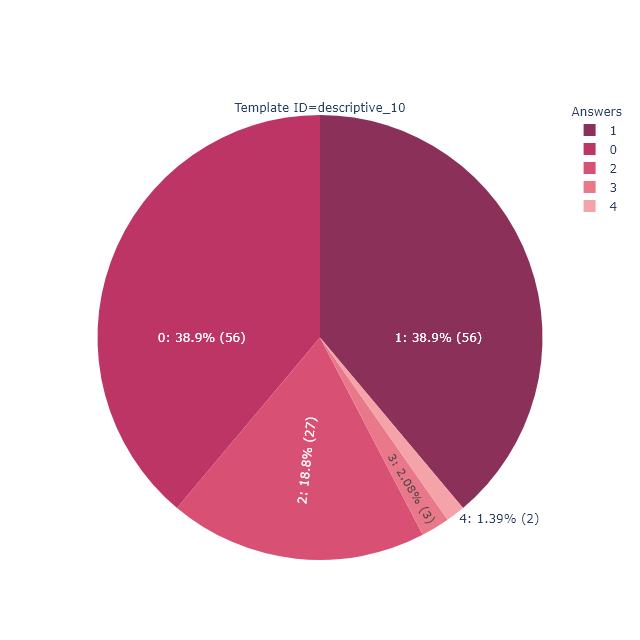 Template ID=descriptive_10
Answers
1
0
2
3
4
0: 38.9% (56)
1: 38.9% (56)
2: 18.8% (27)
3: 2.08% (3)
4: 1.39% (2)